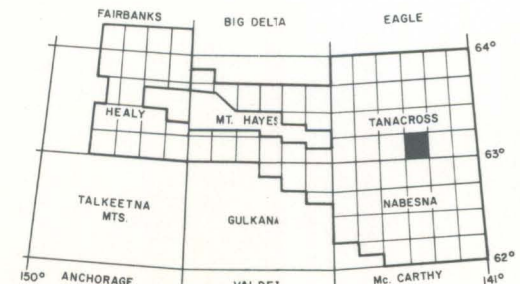 FAIRBANKS BIG DELTA EAGLE
64°
HEALY MT. HAYES TANACROSS
63°
TALKEETNA MTS. GULKANA NABESNA
62°
150° ANCHORAGE VALDEZ Mc. CARTHY 141°